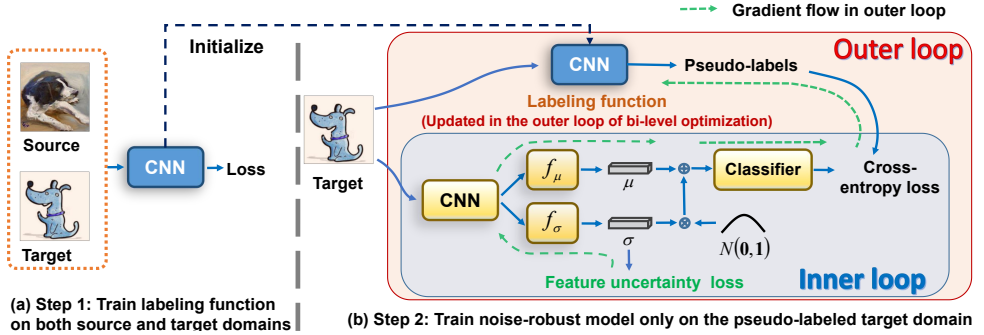 Gradient flow in outer loop
Initialize
Outer loop
CNN
Pseudo-labels
Labeling function
(Updated in the outer loop of bi-level optimization)
Source
CNN
Loss
Target
Target
CNN
f_μ
μ
⊕
Classifier
Cross-
entropy loss
f_σ
σ
⊗
N(0,1)
Feature uncertainty loss
Inner loop
(a) Step 1: Train labeling function
on both source and target domains
(b) Step 2: Train noise-robust model only on the pseudo-labeled target domain